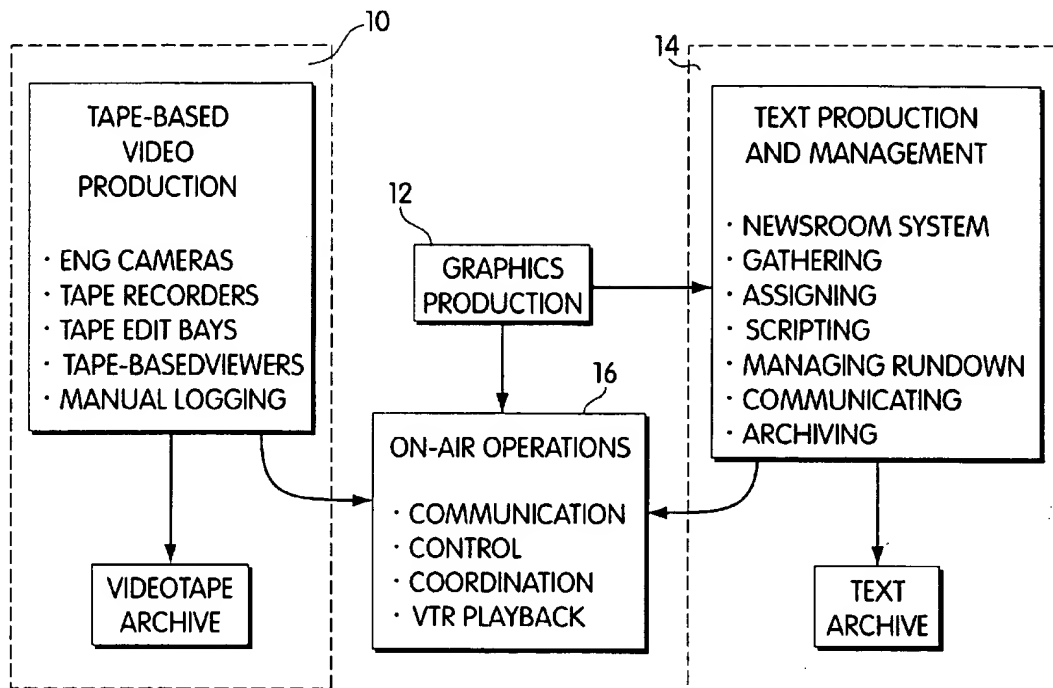 10
TAPE-BASED
VIDEO
PRODUCTION
· ENG CAMERAS
· TAPE RECORDERS
· TAPE EDIT BAYS
· TAPE-BASEDVIEWERS
· MANUAL LOGGING
VIDEOTAPE
ARCHIVE
12
GRAPHICS
PRODUCTION
16
ON-AIR OPERATIONS
· COMMUNICATION
· CONTROL
· COORDINATION
· VTR PLAYBACK
14
TEXT PRODUCTION
AND MANAGEMENT
· NEWSROOM SYSTEM
· GATHERING
· ASSIGNING
· SCRIPTING
· MANAGING RUNDOWN
· COMMUNICATING
· ARCHIVING
TEXT
ARCHIVE